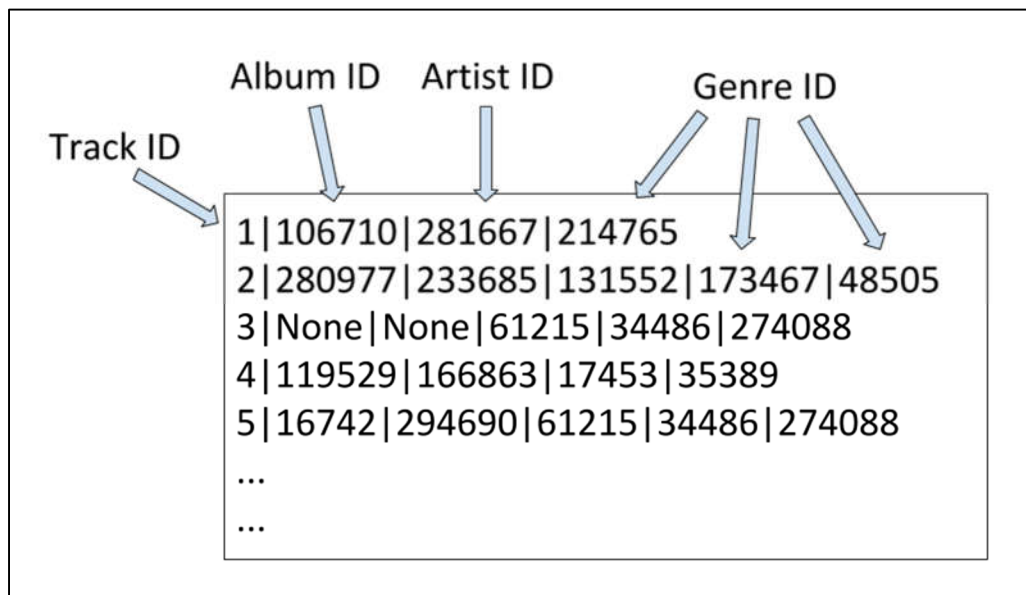 Album ID Artist ID Genre ID
Track ID
1|106710|281667|214765
2|280977|233685|131552|173467|48505
3|None|None|61215|34486|274088
4|119529|166863|17453|35389
5|16742|294690|61215|34486|274088
...
...